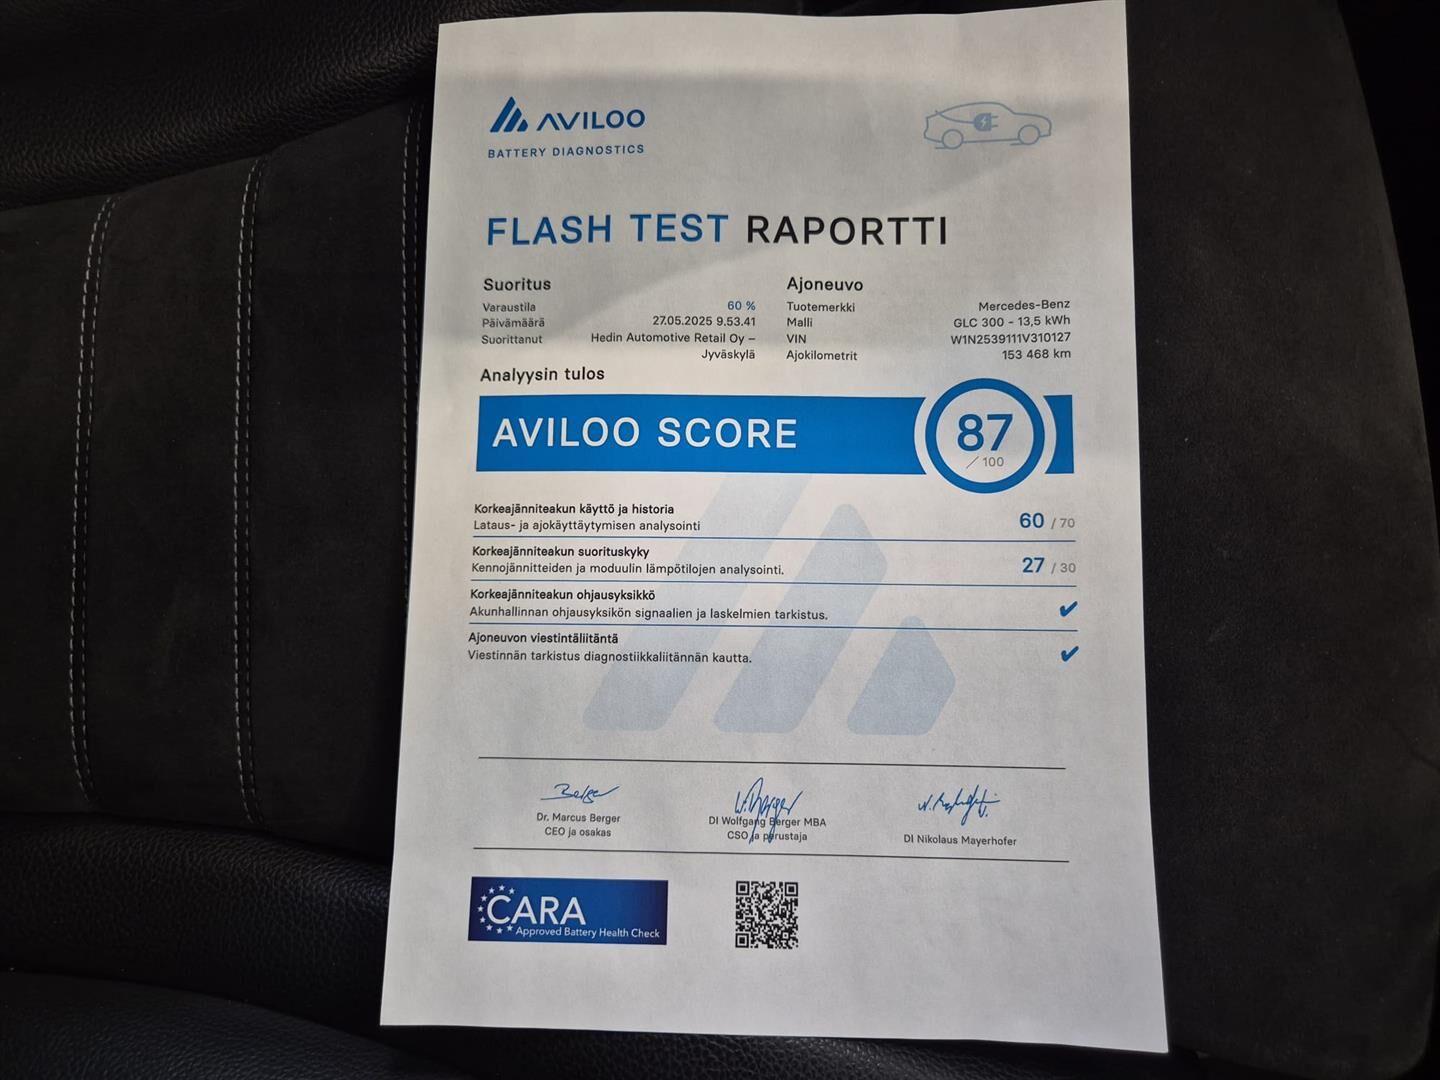 AVILOO
BATTERY DIAGNOSTICS
FLASH TEST RAPORTTI
Suoritus
Varaustila 60 %
Päivämäärä 27.05.2025 9.53.41
Suorittanut Hedin Automotive Retail Oy –
Jyväskylä
Ajoneuvo
Tuotemerkki Mercedes-Benz
Malli GLC 300 - 13,5 kWh
VIN W1N2539111V310127
Ajokilometrit 153 468 km
Analyysin tulos
AVILOO SCORE 87
/ 100
Korkeajänniteakun käyttö ja historia
Lataus- ja ajokäyttäytymisen analysointi 60 / 70
Korkeajänniteakun suorituskyky
Kennojännitteiden ja moduulin lämpötilojen analysointi. 27 / 30
Korkeajänniteakun ohjausyksikkö
Akunhallinnan ohjausyksikön signaalien ja laskelmien tarkistus. ✔
Ajoneuvon viestintäliitäntä
Viestinnän tarkistus diagnostiikkaliitännän kautta. ✔
Berger
Dr. Marcus Berger
CEO ja osakas
W. Berger
DI Wolfgang Berger MBA
CSO ja perustaja
DI Nikolaus Mayerhofer
CARA
Approved Battery Health Check